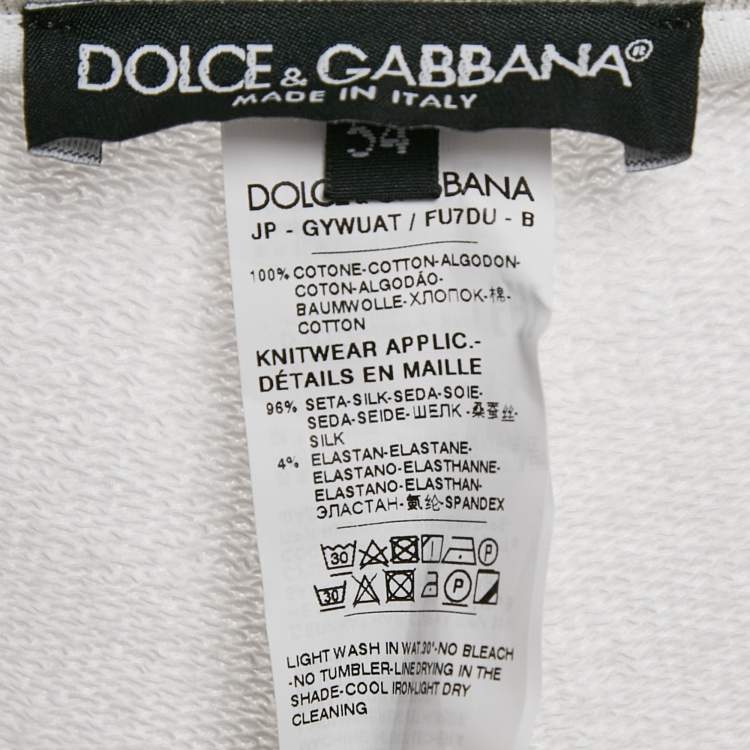 DOLCE & GABBANA®
MADE IN ITALY
54
DOLCE & GABBANA
JP - GYWUAT / FU7DU - B
100% COTONE-COTTON-ALGODON-
COTON-ALGODÃO-
BAUMWOLLE-ХЛОПОК-棉-
COTTON
KNITWEAR APPLIC.-
DÉTAILS EN MAILLE
96% SETA-SILK-SEDA-SOIE-
SEDA-SEIDE-ШЕЛК-桑蚕丝-
SILK
4% ELASTAN-ELASTANE-
ELASTANO-ELASTHANNE-
ELASTANO-ELASTHAN-
ЭЛАСТАН-氨纶-SPANDEX
30 P
30 P
LIGHT WASH IN WAT.30°-NO BLEACH
-NO TUMBLER-LINE DRYING IN THE
SHADE-COOL IRON-LIGHT DRY
CLEANING